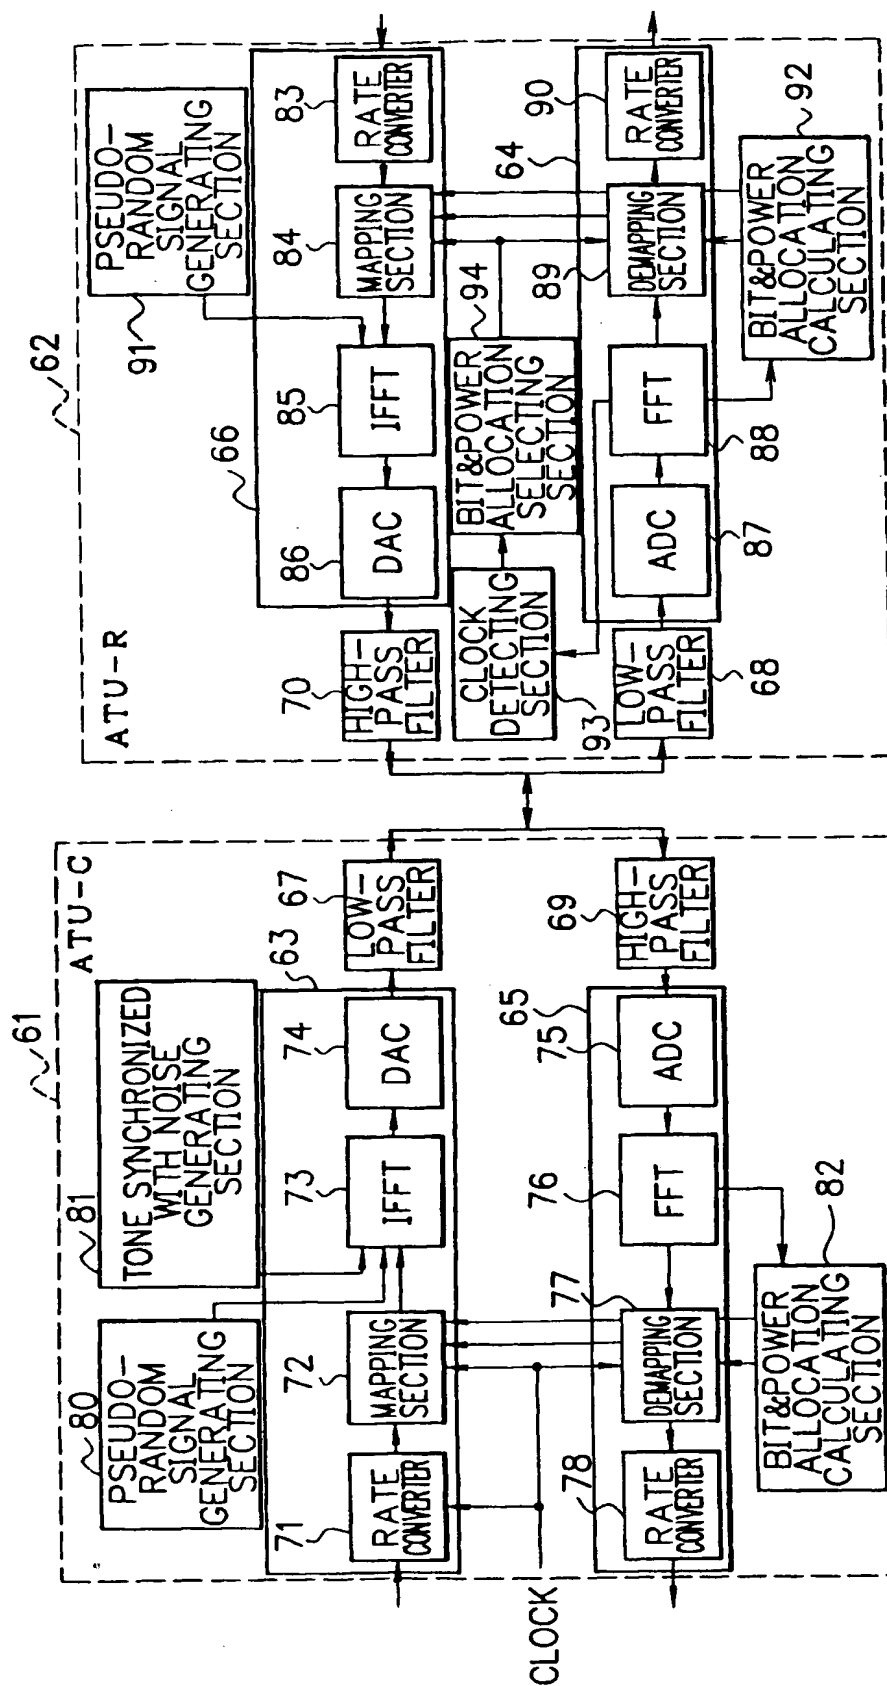 61
ATU-C
80
PSEUDO-
RANDOM
SIGNAL
GENERATING
SECTION
81
TONE SYNCHRONIZED
WITH NOISE
GENERATING
SECTION
63
71
RATE
CONVERTER
72
MAPPING
SECTION
73
IFFT
74
DAC
67
LOW-
PASS
FILTER
CLOCK
65
78
RATE
CONVERTER
77
DEMAPPING
SECTION
76
FFT
75
ADC
69
HIGH-
PASS
FILTER
82
BIT&POWER
ALLOCATION
CALCULATING
SECTION
62
ATU-R
91
PSEUDO-
RANDOM
SIGNAL
GENERATING
SECTION
66
70
HIGH-
PASS
FILTER
86
DAC
85
IFFT
84
MAPPING
SECTION
83
RATE
CONVERTER
CLOCK
DETECTING
SECTION
93
BIT&POWER
ALLOCATION
SELECTING
SECTION
94
64
LOW-
PASS
FILTER
68
ADC
87
FFT
88
89
DEMAPPING
SECTION
90
RATE
CONVERTER
92
BIT&POWER
ALLOCATION
CALCULATING
SECTION